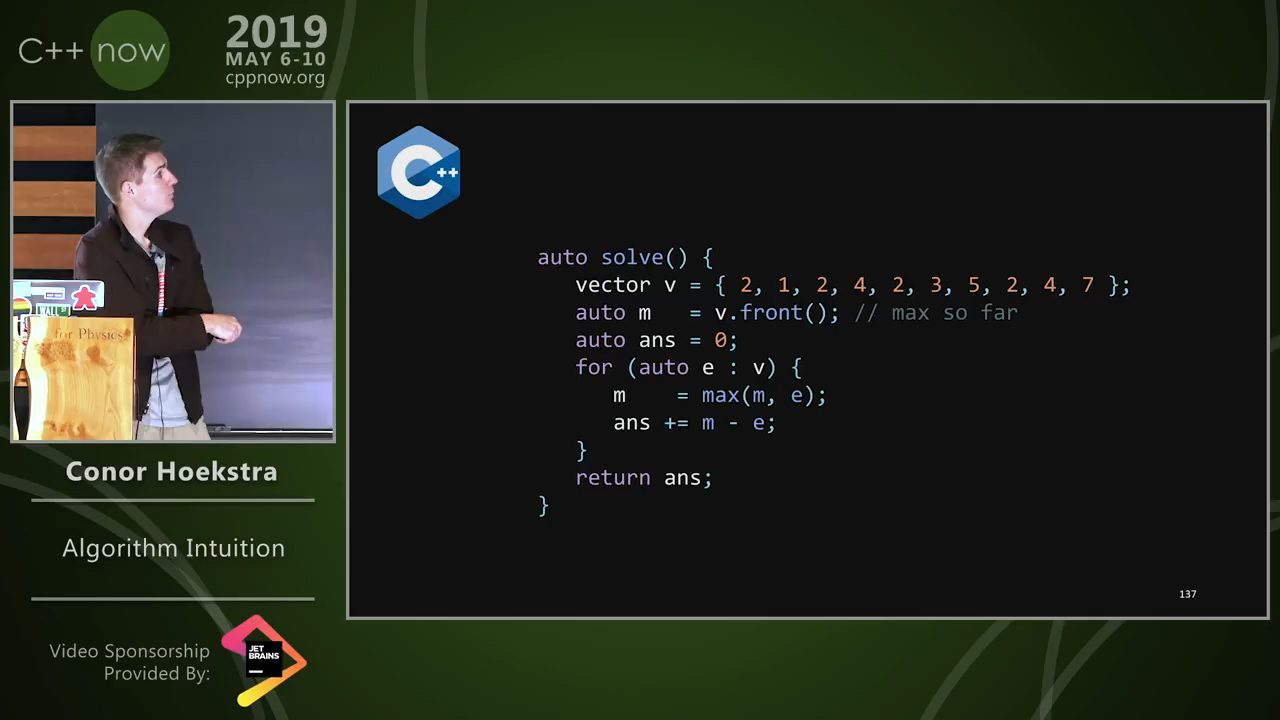 C++ now
2019
MAY 6-10
cppnow.org
C++
auto solve() {
   vector v = { 2, 1, 2, 4, 2, 3, 5, 2, 4, 7 };
   auto m   = v.front(); // max so far
   auto ans = 0;
   for (auto e : v) {
      m    = max(m, e);
      ans += m - e;
   }
   return ans;
}
137
for Physics
Conor Hoekstra
Algorithm Intuition
Video Sponsorship
Provided By:
JET
BRAINS